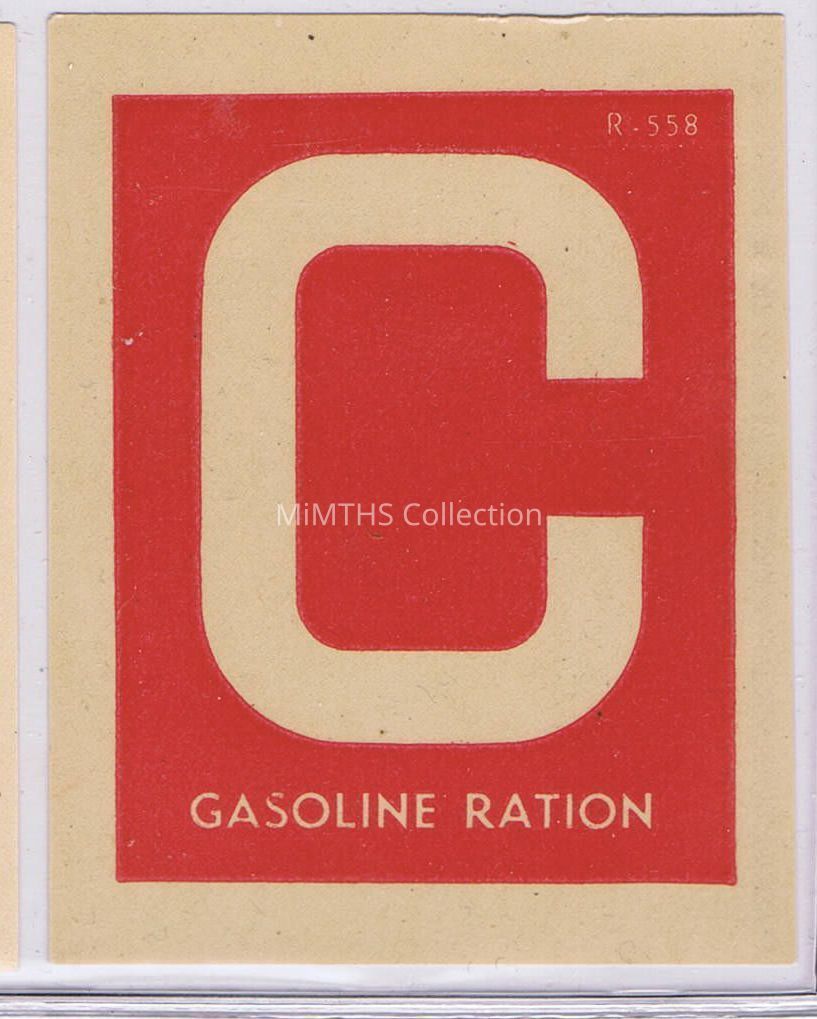 R-558
C
MiMTHS Collection
GASOLINE RATION